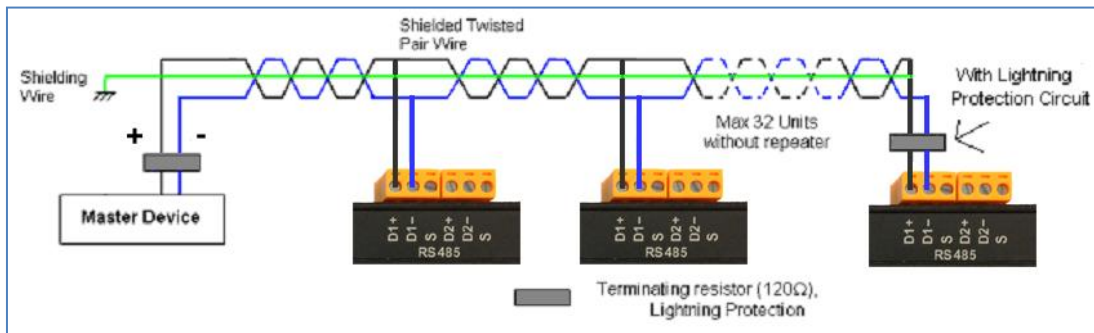 Shielded Twisted
Pair Wire
Shielding
Wire
+ -
With Lightning
Protection Circuit
Max 32 Units
without repeater
Master Device
D1+
D1-
S
D2+
D2-
S
RS485
D1+
D1-
S
D2+
D2-
S
RS485
D1+
D1-
S
D2+
D2-
S
RS485
Terminating resistor (120Ω),
Lightning Protection